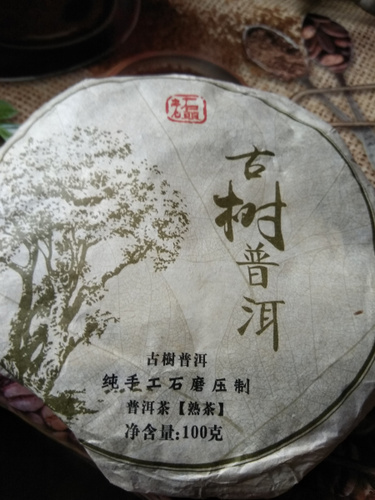 古树普洱
古樹普洱
纯手工石磨压制
普洱茶【熟茶】
净含量:100克